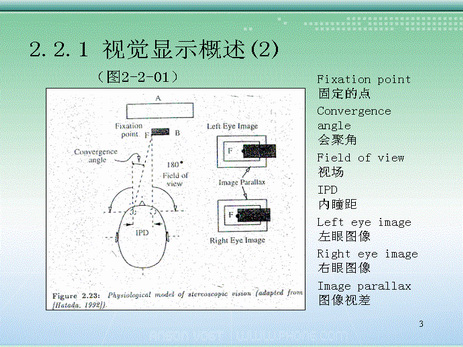 2.2.1 视觉显示概述(2)
(图2-2-01)
A
Fixation point
F
B
Convergence angle
180°
Field of view
IPD
Left Eye Image
F
Image Parallax
F
Right Eye Image
Figure 2.23: Physiological model of stereoscopic vision (adapted from
[Hatada, 1992]).
Fixation point
固定的点
Convergence
angle
会聚角
Field of view
视场
IPD
内瞳距
Left eye image
左眼图像
Right eye image
右眼图像
Image parallax
图像视差
3